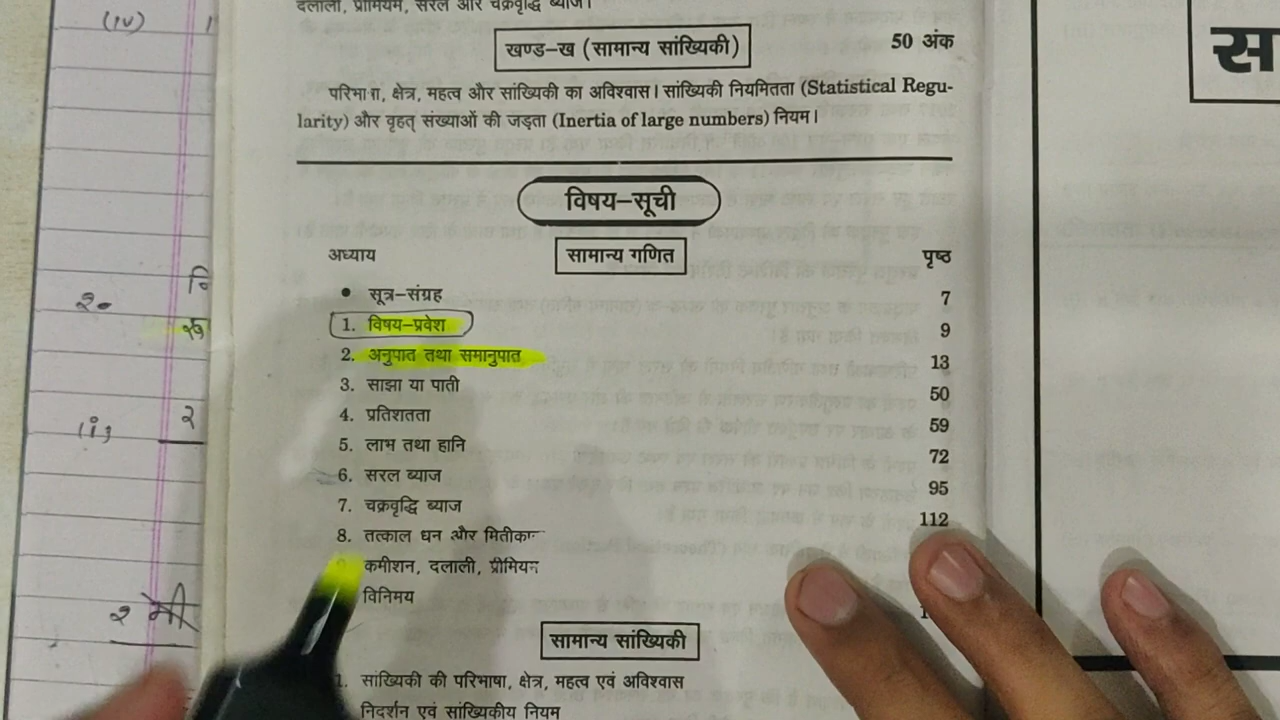 (iv)
दलाली, प्रीमियम, सरल और चक्रवृद्धि ब्याज।
खण्ड-ख (सामान्य सांख्यिकी) 50 अंक
परिभाषा, क्षेत्र, महत्व और सांख्यिकी का अविश्वास। सांख्यिकी नियमितता (Statistical Regu-
larity) और वृहत् संख्याओं की जड़ता (Inertia of large numbers) नियम।
विषय-सूची
अध्याय सामान्य गणित पृष्ठ
• सूत्र-संग्रह 7
1. विषय-प्रवेश 9
2. अनुपात तथा समानुपात 13
3. साझा या पाती 50
4. प्रतिशतता 59
5. लाभ तथा हानि 72
6. सरल ब्याज 95
7. चक्रवृद्धि ब्याज 112
8. तत्काल धन और मितीका
कमीशन, दलाली, प्रीमियम
विनिमय
सामान्य सांख्यिकी
1. सांख्यिकी की परिभाषा, क्षेत्र, महत्व एवं अविश्वास
निदर्शन एवं सांख्यिकीय नियम
स